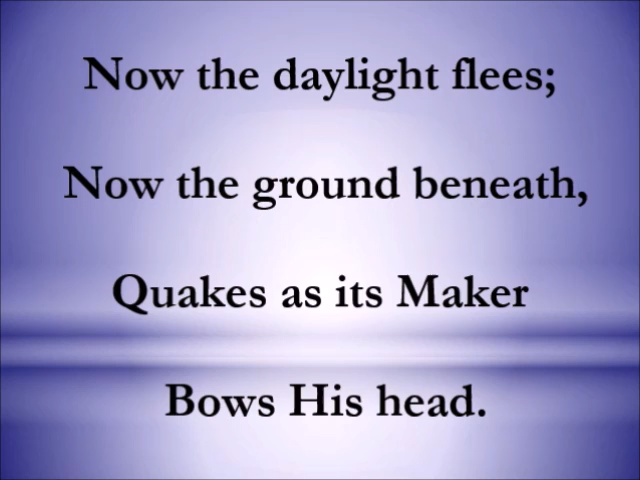 Now the daylight flees;
Now the ground beneath,
Quakes as its Maker
Bows His head.